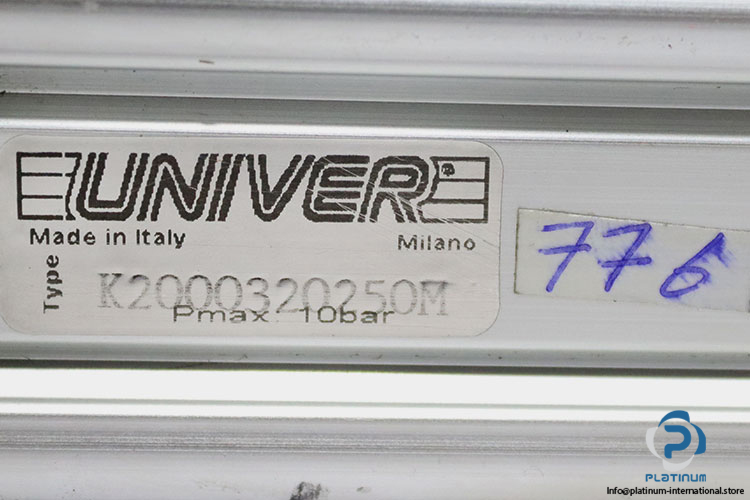 UNIVER
Made in Italy
Milano
Type
K2000320250M
Pmax 10bar
776
PLATINUM
Info@platinum-international.store